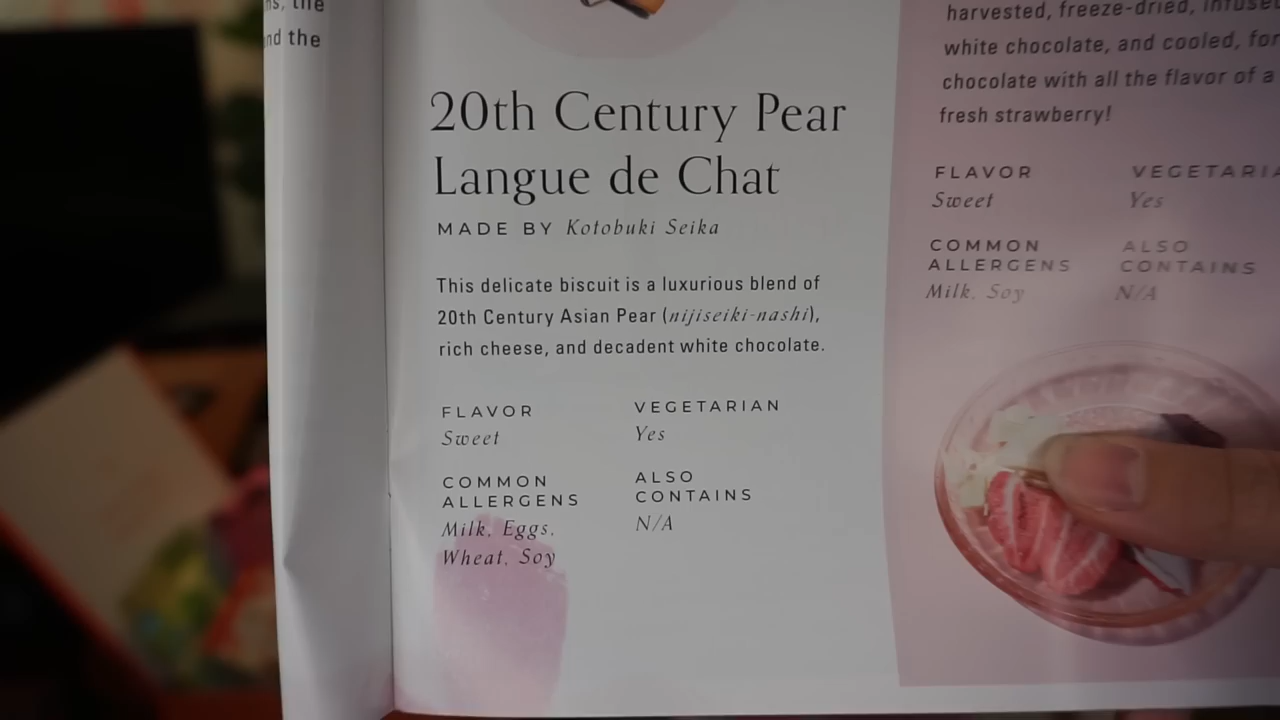 the
nd the
20th Century Pear
Langue de Chat
MADE BY Kotobuki Seika
This delicate biscuit is a luxurious blend of
20th Century Asian Pear (nijiseiki-nashi),
rich cheese, and decadent white chocolate.
FLAVOR
Sweet
VEGETARIAN
Yes
COMMON
ALLERGENS
Milk, Eggs,
Wheat, Soy
ALSO
CONTAINS
N/A
harvested, freeze-dried, infused
white chocolate, and cooled, for
chocolate with all the flavor of a
fresh strawberry!
FLAVOR
Sweet
VEGETARIA
Yes
COMMON
ALLERGENS
Milk, Soy
ALSO
CONTAINS
N/A